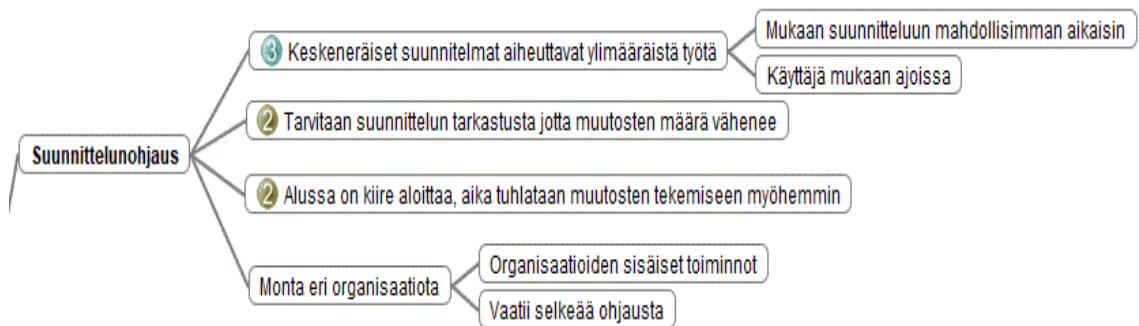 Suunnittelunohjaus
3 Keskeneräiset suunnitelmat aiheuttavat ylimääräistä työtä
Mukaan suunnitteluun mahdollisimman aikaisin
Käyttäjä mukaan ajoissa
2 Tarvitaan suunnittelun tarkastusta jotta muutosten määrä vähenee
2 Alussa on kiire aloittaa, aika tuhlataan muutosten tekemiseen myöhemmin
Monta eri organisaatiota
Organisaatioiden sisäiset toiminnot
Vaatii selkeää ohjausta